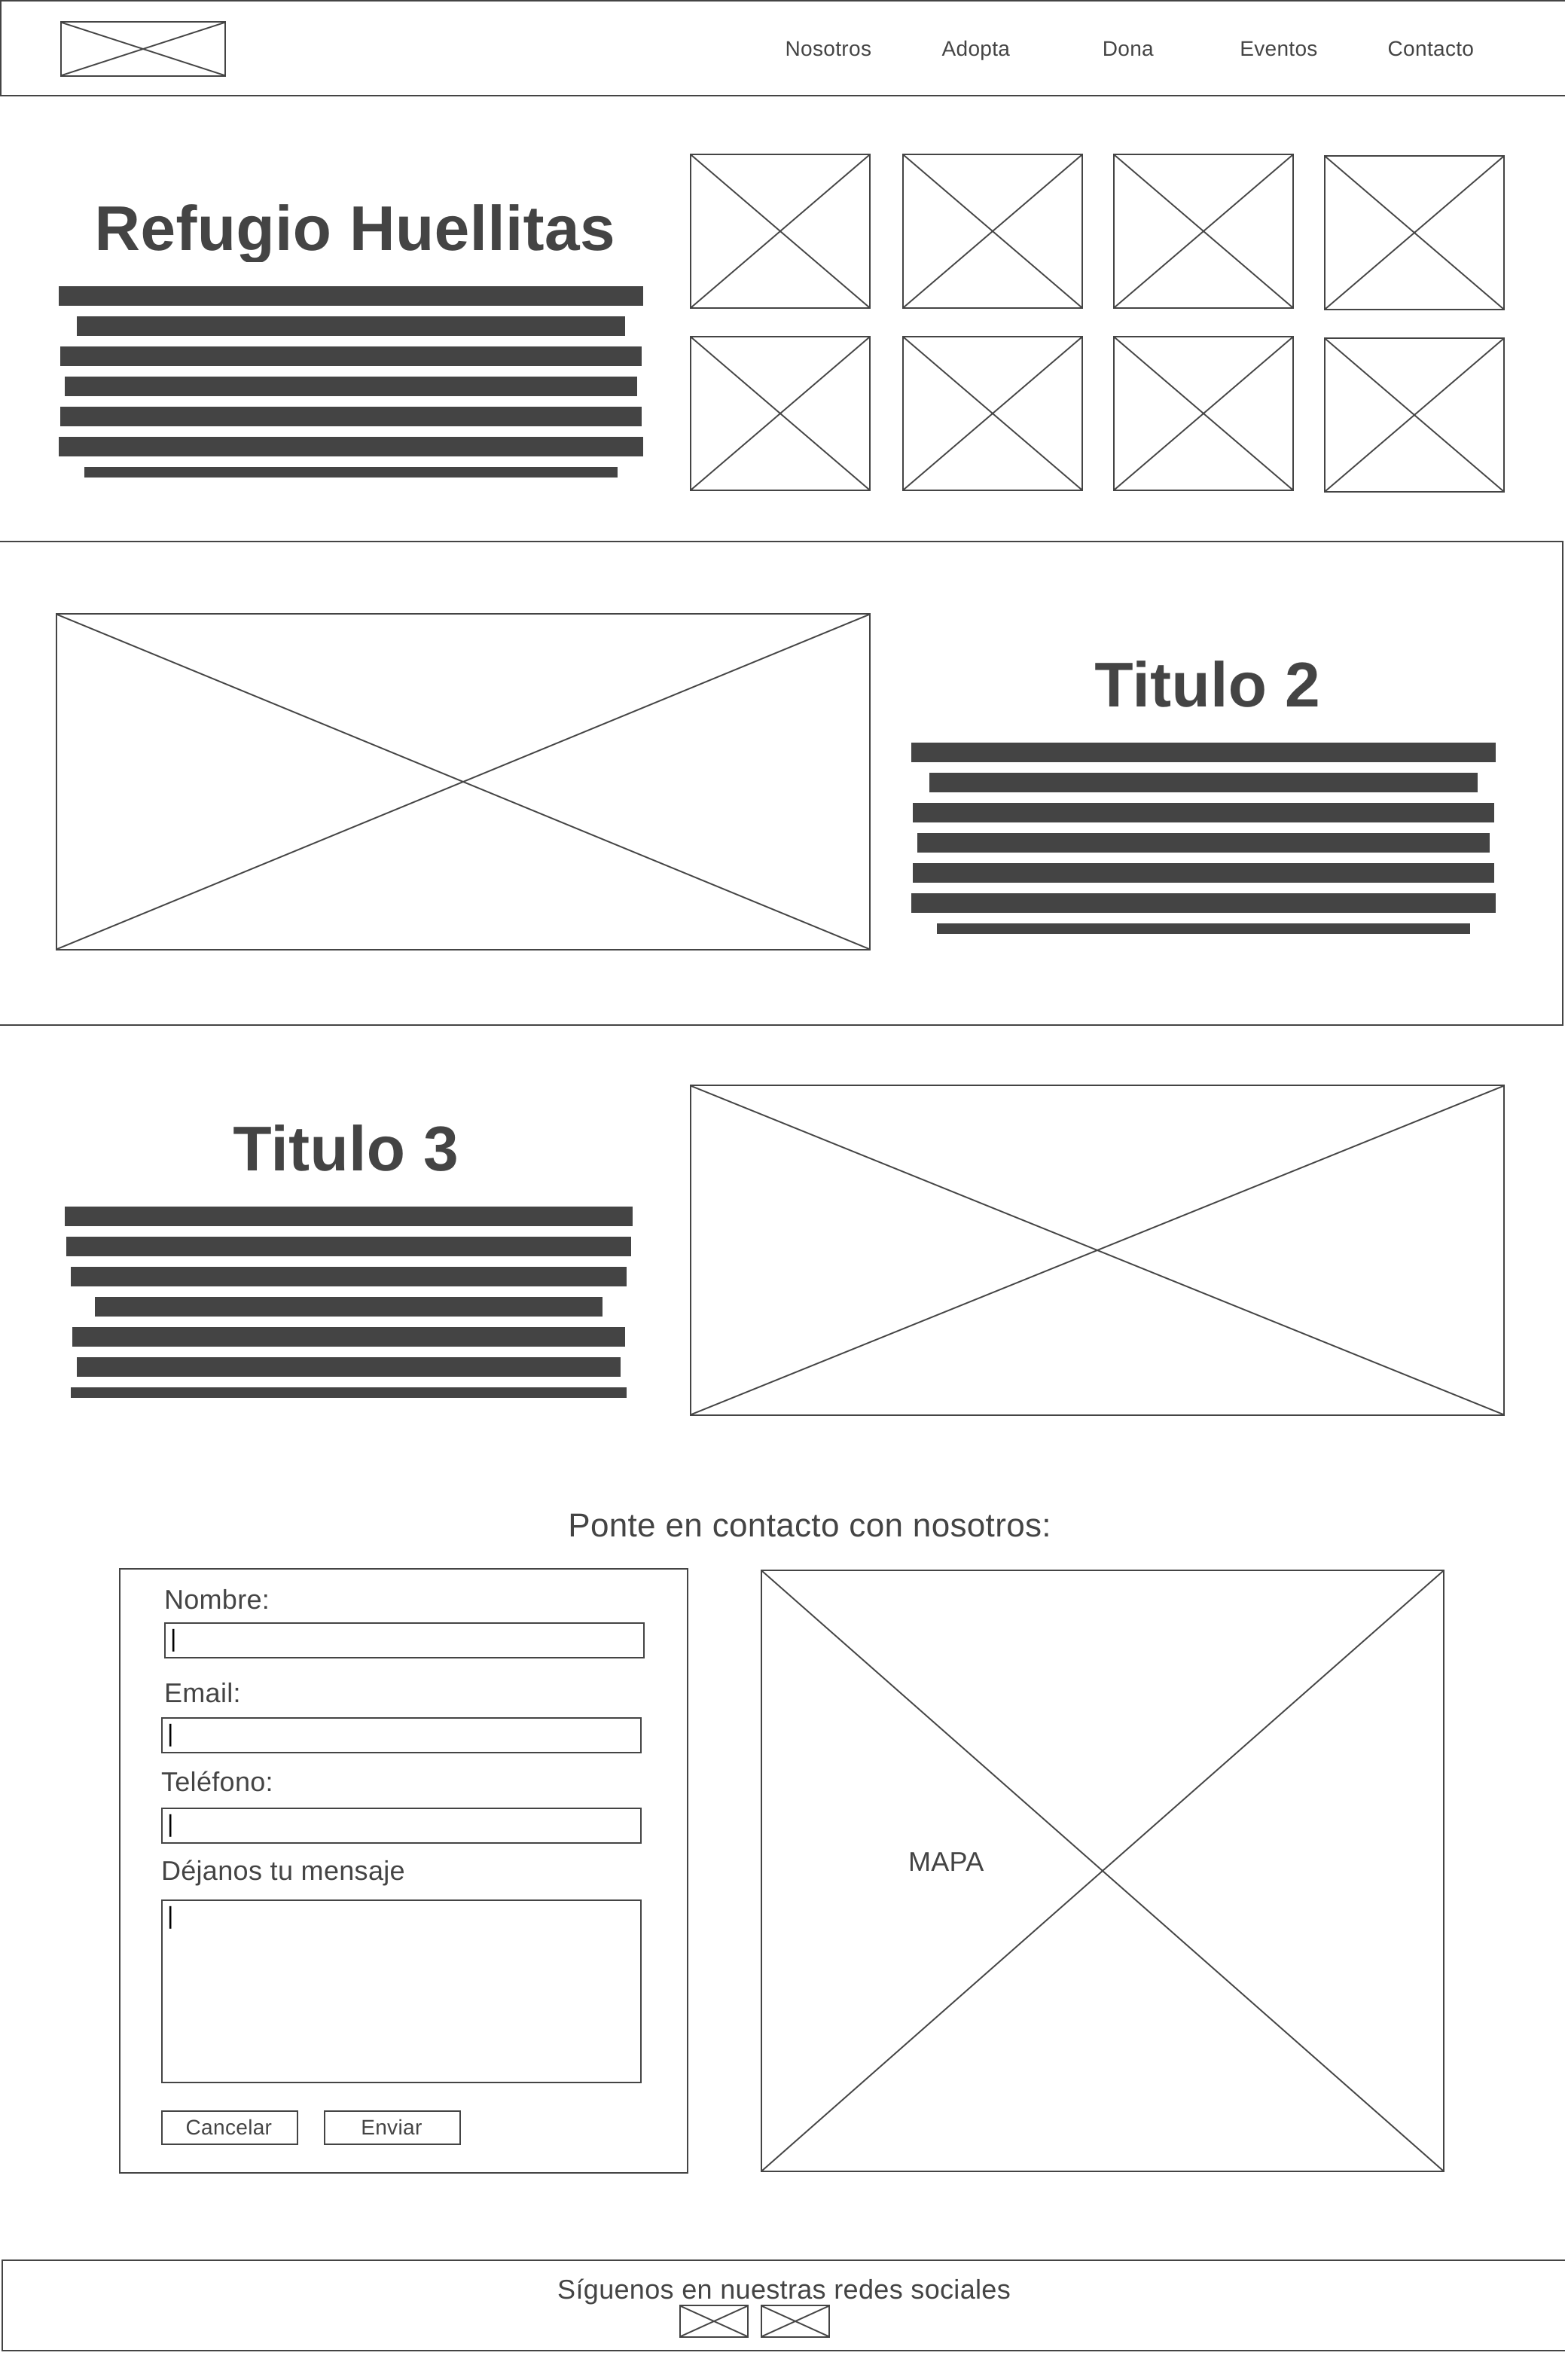 Nosotros Adopta Dona Eventos Contacto
Refugio Huellitas
Titulo 2
Titulo 3
Ponte en contacto con nosotros:
Nombre:
Email:
Teléfono:
Déjanos tu mensaje
Cancelar Enviar
MAPA
Síguenos en nuestras redes sociales